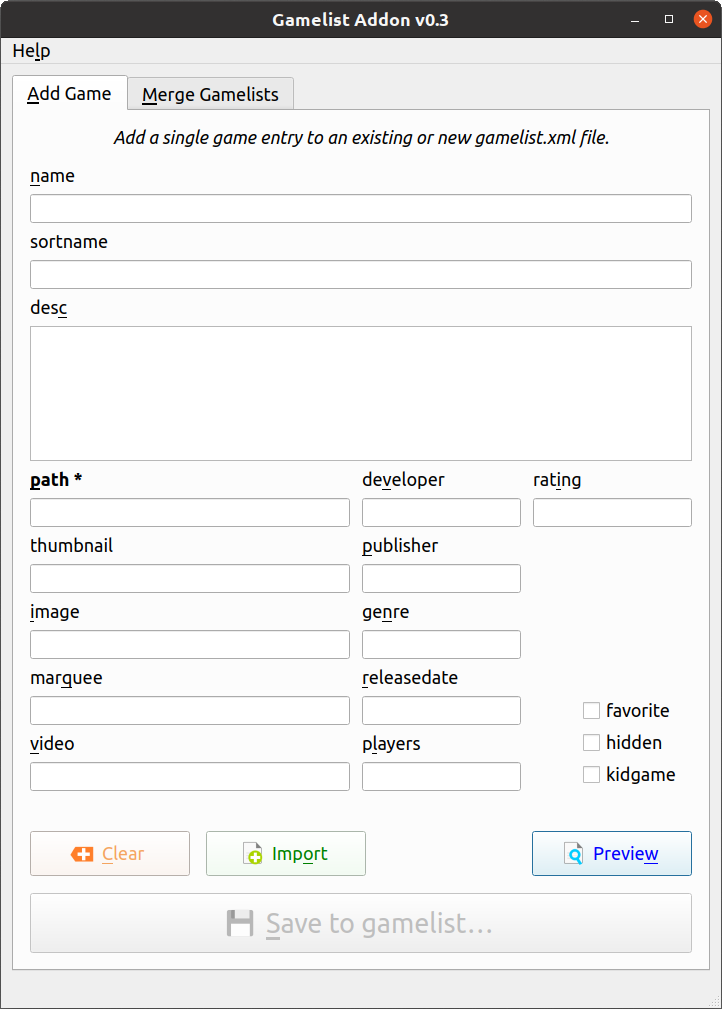 Gamelist Addon v0.3
Help
Add Game Merge Gamelists
Add a single game entry to an existing or new gamelist.xml file.
name
sortname
desc
path * developer rating
thumbnail publisher
image genre
marquee releasedate
favorite
video players hidden
kidgame
Clear Import Preview
Save to gamelist...